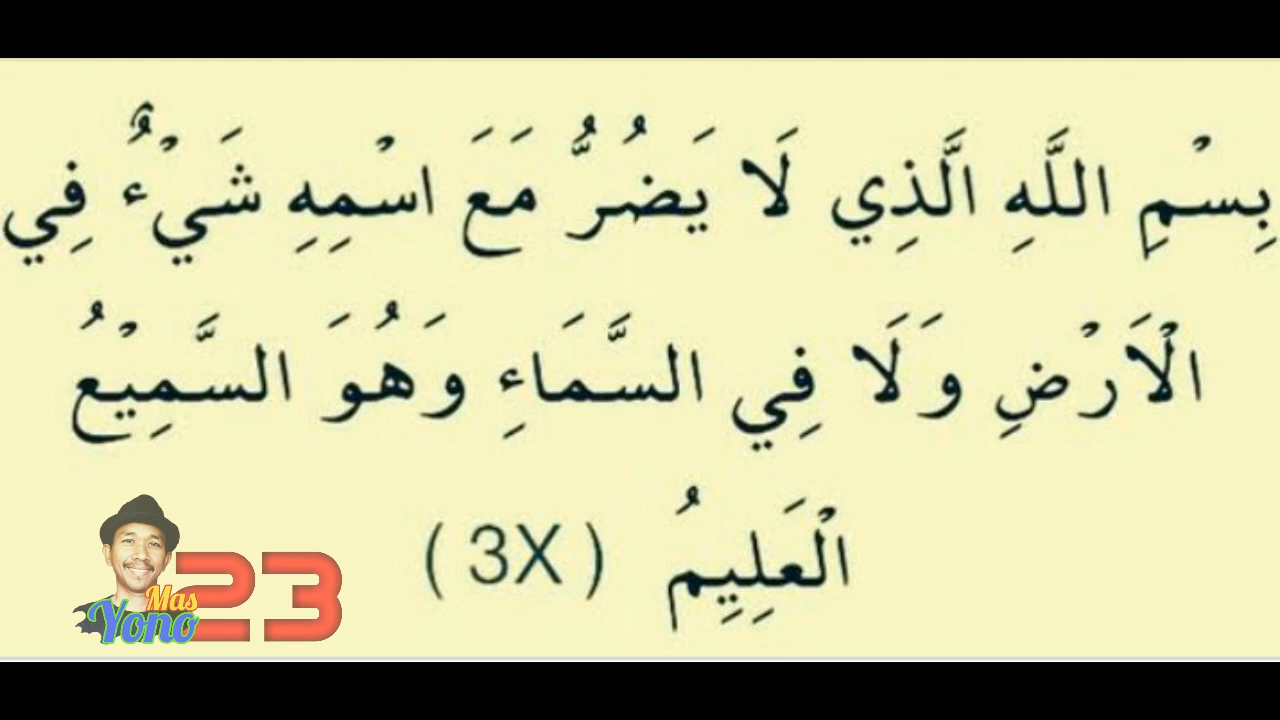 بِسْمِ اللَّهِ الَّذِي لَا يَضُرُّ مَعَ اسْمِهِ شَيْءٌ فِي
الْاَرْضِ وَلَا فِي السَّمَاءِ وَهُوَ السَّمِيْعُ
الْعَلِيمُ ( 3X )
23
Mas
Yono